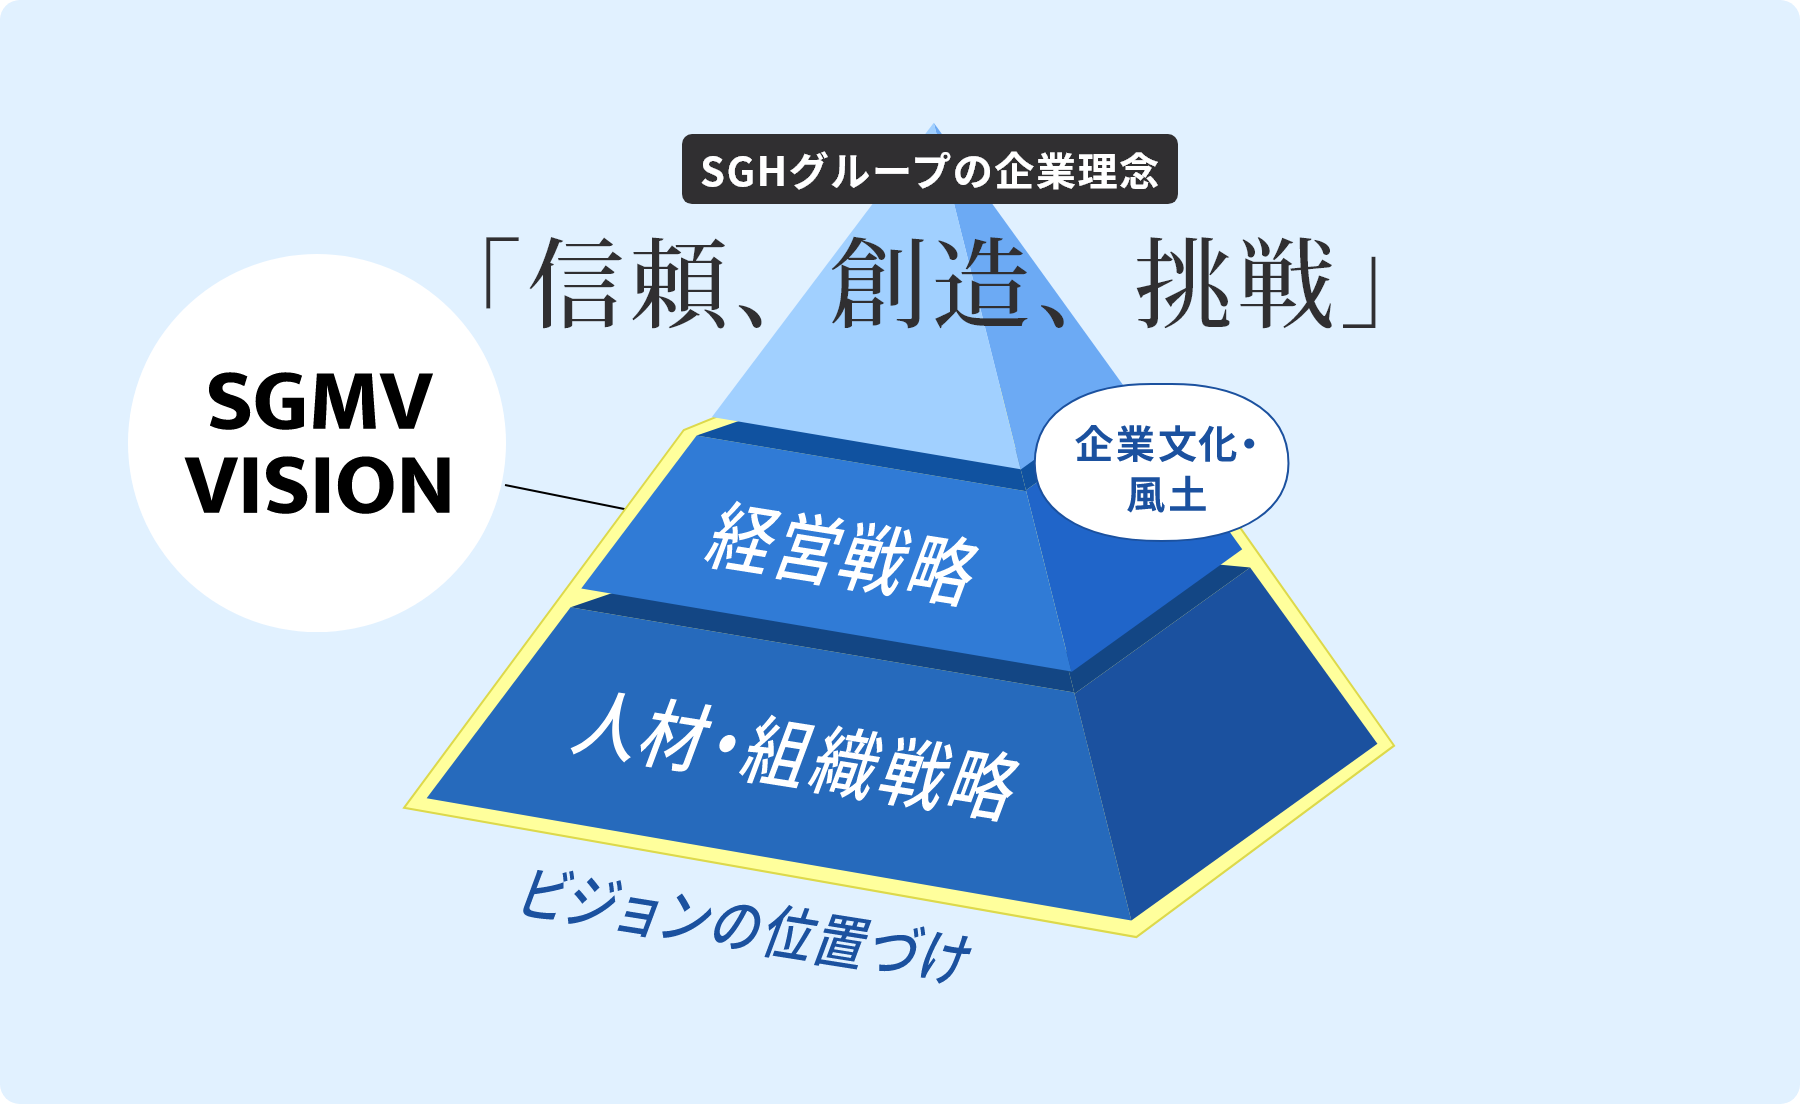 SGHグループの企業理念
「信頼、創造、挑戦」
SGMV
VISION
企業文化・
風土
経営戦略
人材・組織戦略
ビジョンの位置づけ